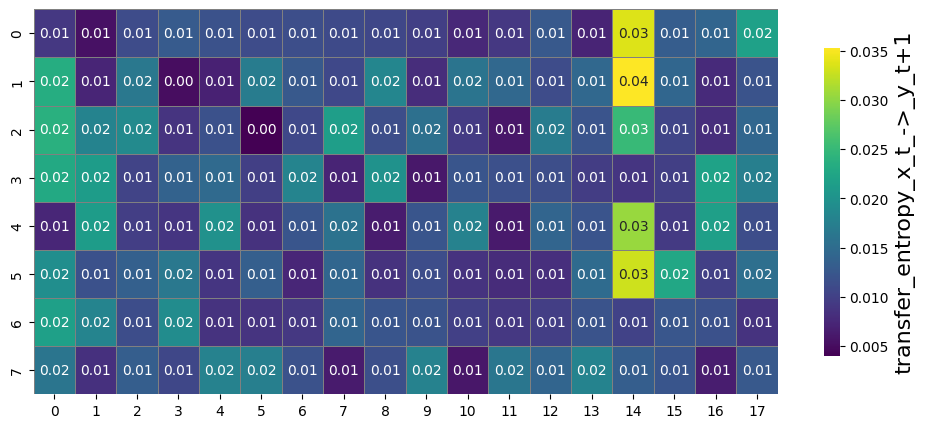 0 0.01 0.01 0.01 0.01 0.01 0.01 0.01 0.01 0.01 0.01 0.01 0.01 0.01 0.01 0.03 0.01 0.01 0.02
1 0.02 0.01 0.02 0.00 0.01 0.02 0.01 0.01 0.02 0.01 0.02 0.01 0.01 0.01 0.04 0.01 0.01 0.01
2 0.02 0.02 0.02 0.01 0.01 0.00 0.01 0.02 0.01 0.02 0.01 0.01 0.02 0.01 0.03 0.01 0.01 0.01
3 0.02 0.02 0.01 0.01 0.01 0.01 0.02 0.01 0.02 0.01 0.01 0.01 0.01 0.01 0.01 0.01 0.02 0.02
4 0.01 0.02 0.01 0.01 0.02 0.01 0.01 0.02 0.01 0.01 0.02 0.01 0.01 0.01 0.03 0.01 0.02 0.01
5 0.02 0.01 0.01 0.02 0.01 0.01 0.01 0.01 0.01 0.01 0.01 0.01 0.01 0.01 0.03 0.02 0.01 0.02
6 0.02 0.02 0.01 0.02 0.01 0.01 0.01 0.01 0.01 0.01 0.01 0.01 0.01 0.01 0.01 0.01 0.01 0.01
7 0.02 0.01 0.01 0.01 0.02 0.02 0.01 0.01 0.01 0.02 0.01 0.02 0.01 0.02 0.01 0.01 0.01 0.01
0 1 2 3 4 5 6 7 8 9 10 11 12 13 14 15 16 17
0.035
0.030
0.025
0.020
0.015
0.010
0.005
transfer_entropy_x_t_->_y_t+1